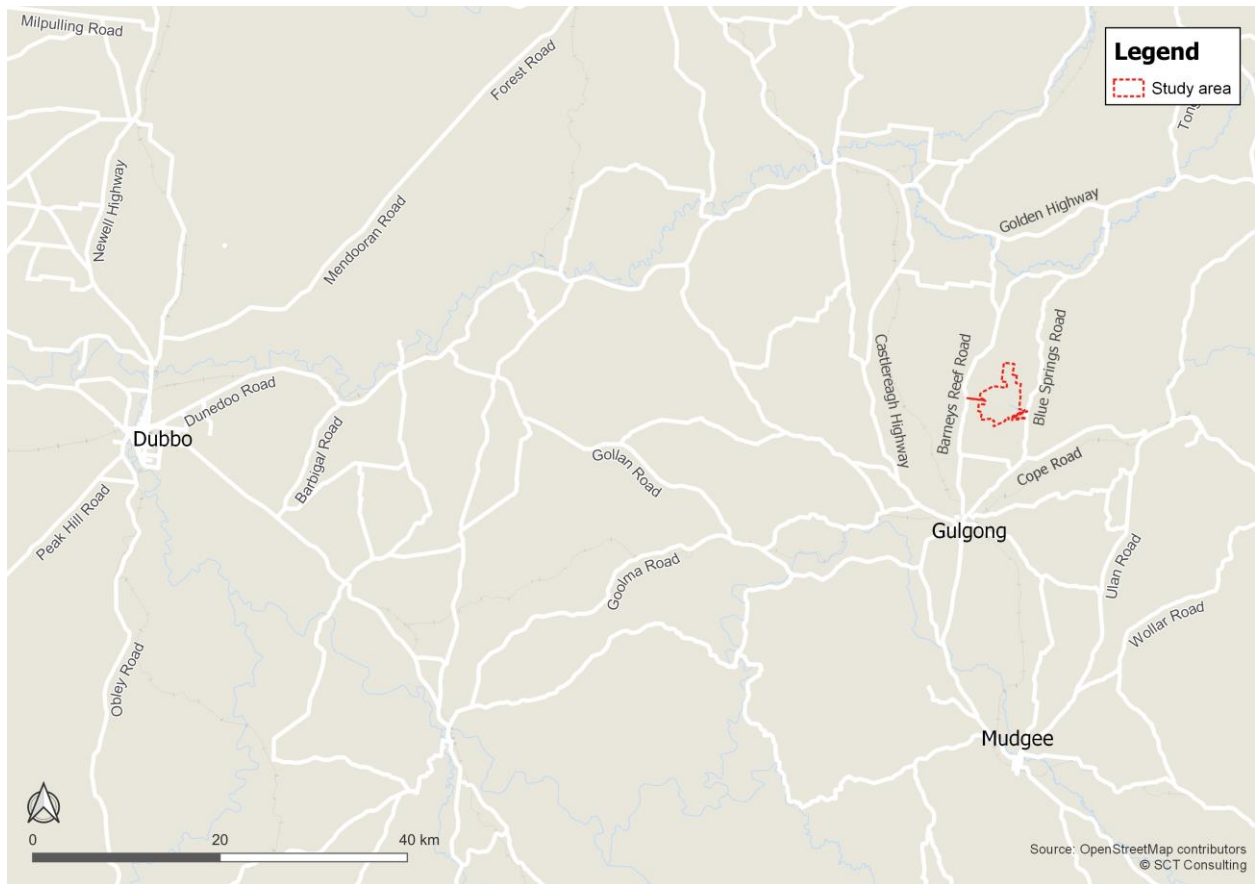 Milpulling Road
Forest Road
Legend
Study area
Tong
Newell Highway
Mendooran Road
Golden Highway
Castlereagh Highway
Barneys Reef Road
Blue Springs Road
Dunedoo Road
Dubbo
Barbigal Road
Gollan Road
Cope Road
Peak Hill Road
Gulgong
Goolma Road
Ulan Road
Wollar Road
Obley Road
Mudgee
0 20 40 km
Source: OpenStreetMap contributors
© SCT Consulting